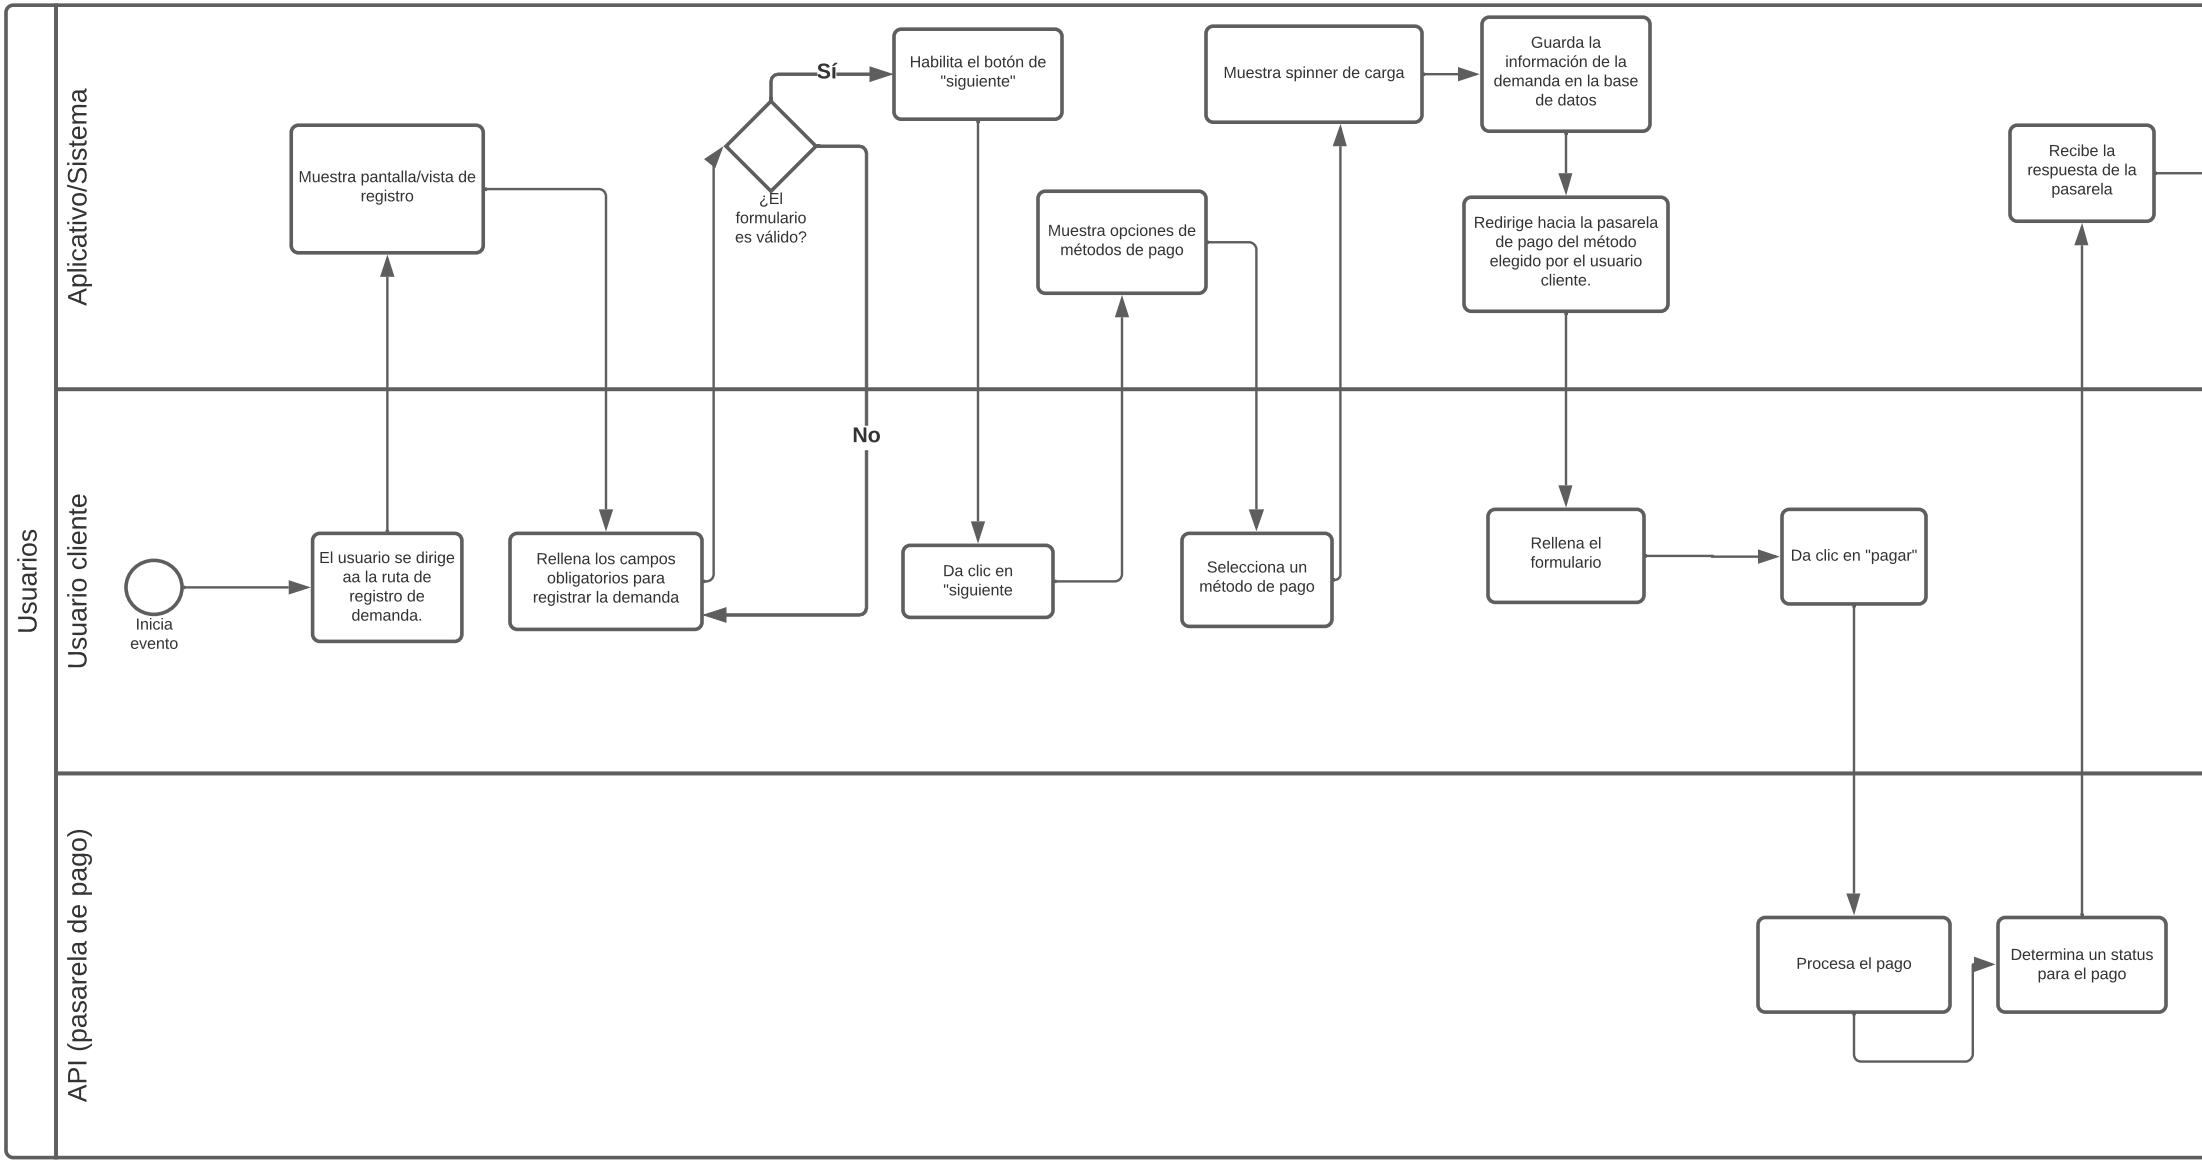 Usuarios
Aplicativo/Sistema
Muestra pantalla/vista de
registro
¿El
formulario
es válido?
Sí
No
Habilita el botón de
"siguiente"
Muestra opciones de
métodos de pago
Muestra spinner de carga
Guarda la
información de la
demanda en la base
de datos
Redirige hacia la pasarela
de pago del método
elegido por el usuario
cliente.
Recibe la
respuesta de la
pasarela
Usuario cliente
Inicia
evento
El usuario se dirige
aa la ruta de
registro de
demanda.
Rellena los campos
obligatorios para
registrar la demanda
Da clic en
"siguiente
Selecciona un
método de pago
Rellena el
formulario
Da clic en "pagar"
API (pasarela de pago)
Procesa el pago
Determina un status
para el pago